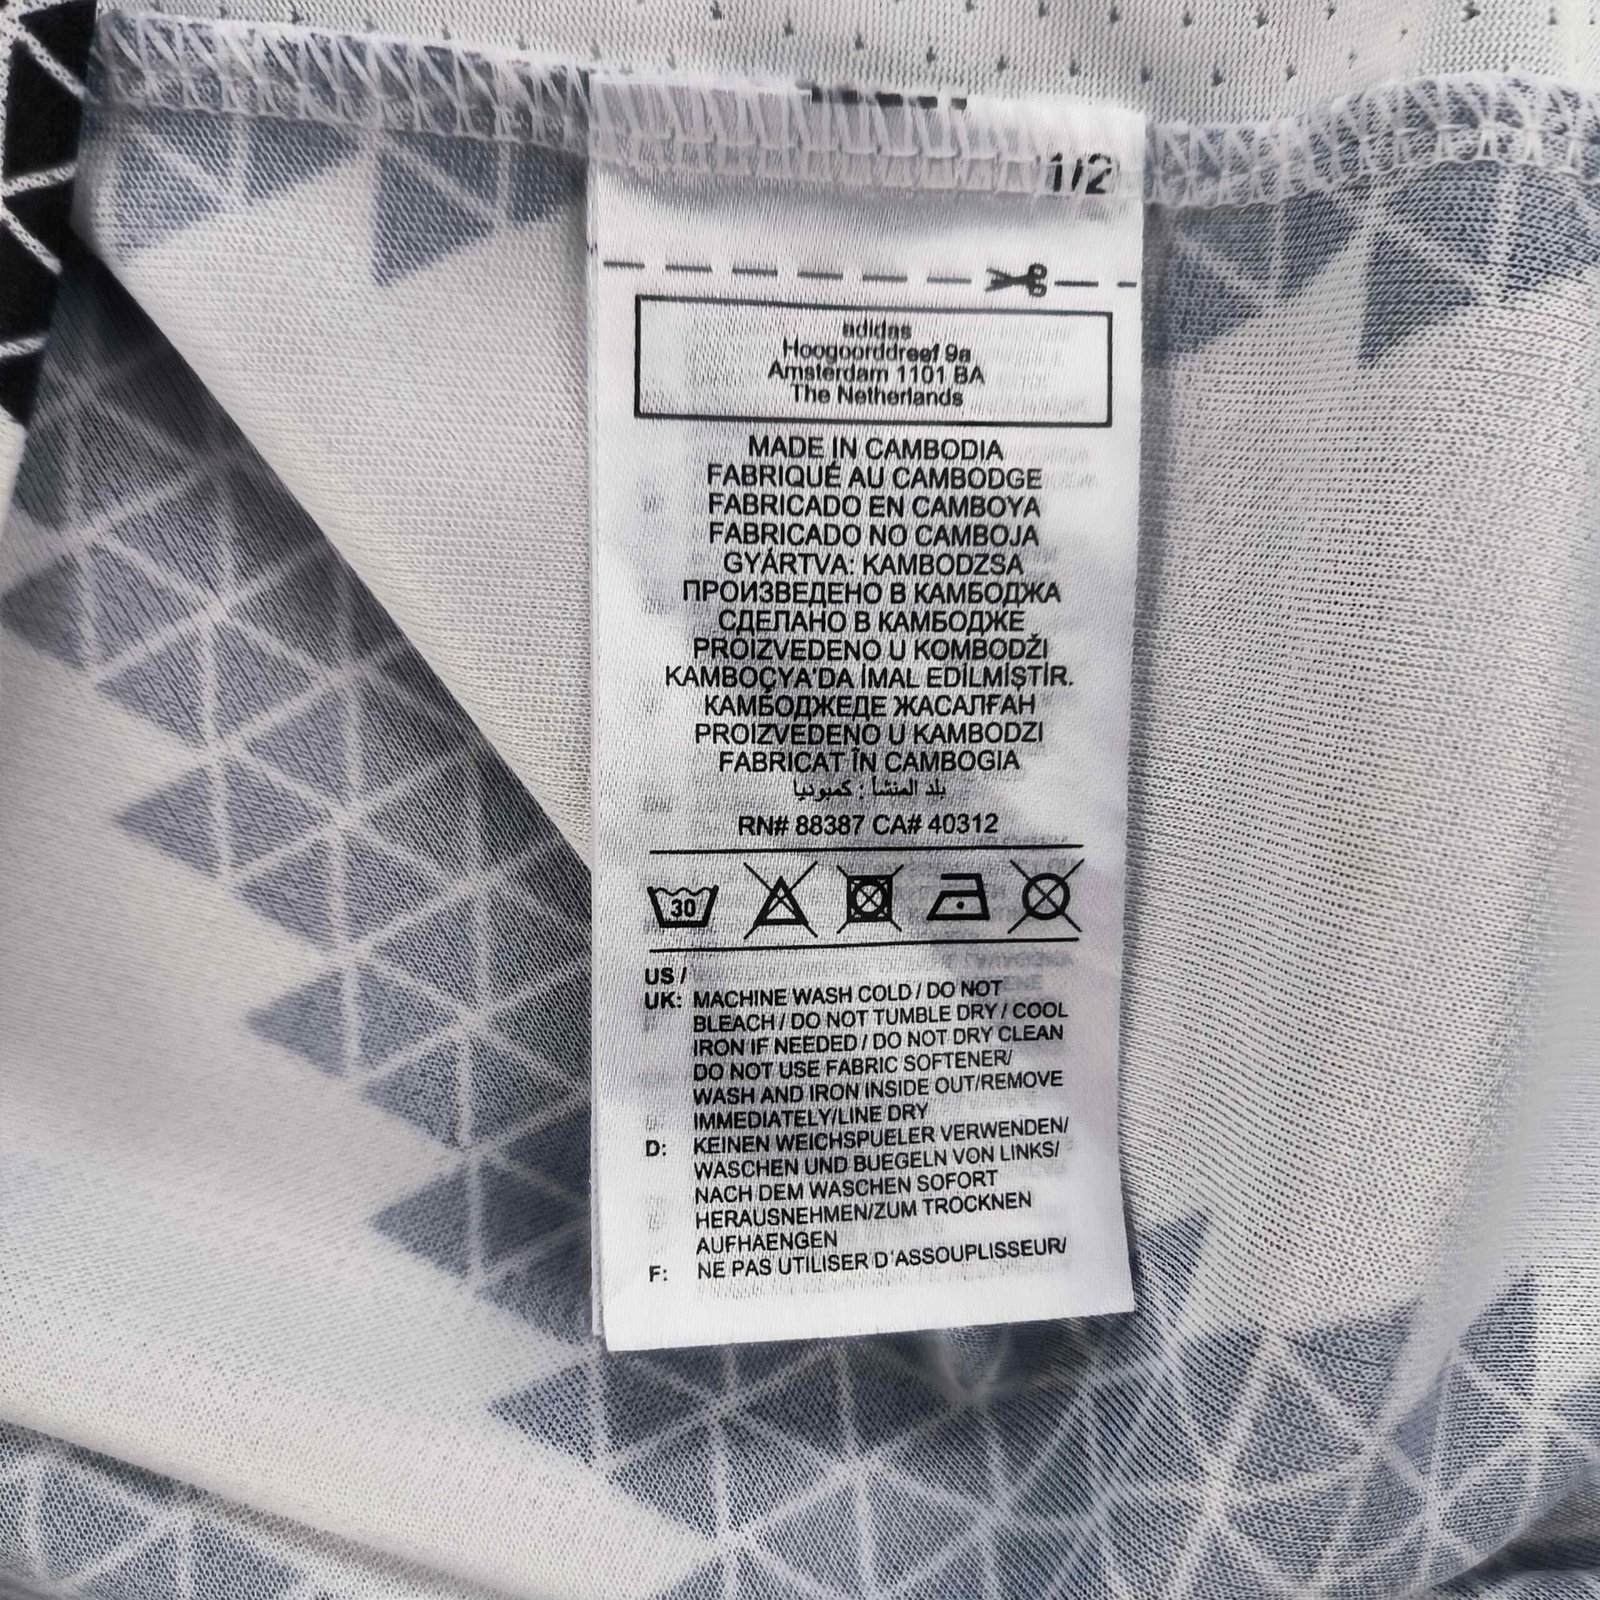 1/2
adidas
Hoogoorddreef 9a
Amsterdam 1101 BA
The Netherlands
MADE IN CAMBODIA
FABRIQUÉ AU CAMBODGE
FABRICADO EN CAMBOYA
FABRICADO NO CAMBOJA
GYÁRTVA: KAMBODZSA
ПРОИЗВЕДЕНО В КАМБОДЖА
СДЕЛАНО В КАМБОДЖЕ
PROIZVEDENO U KOMBODŽI
KAMBOÇYA'DA İMAL EDİLMİŞTİR.
КАМБОДЖЕДЕ ЖАСАЛҒАН
PROIZVEDENO U KAMBODZI
FABRICAT ÎN CAMBOGIA
بلد المنشأ : كمبوديا
RN# 88387 CA# 40312
30
US /
UK: MACHINE WASH COLD / DO NOT
BLEACH / DO NOT TUMBLE DRY / COOL
IRON IF NEEDED / DO NOT DRY CLEAN
DO NOT USE FABRIC SOFTENER/
WASH AND IRON INSIDE OUT/REMOVE
IMMEDIATELY/LINE DRY
D: KEINEN WEICHSPUELER VERWENDEN/
WASCHEN UND BUEGELN VON LINKS/
NACH DEM WASCHEN SOFORT
HERAUSNEHMEN/ZUM TROCKNEN
AUFHAENGEN
F: NE PAS UTILISER D'ASSOUPLISSEUR/